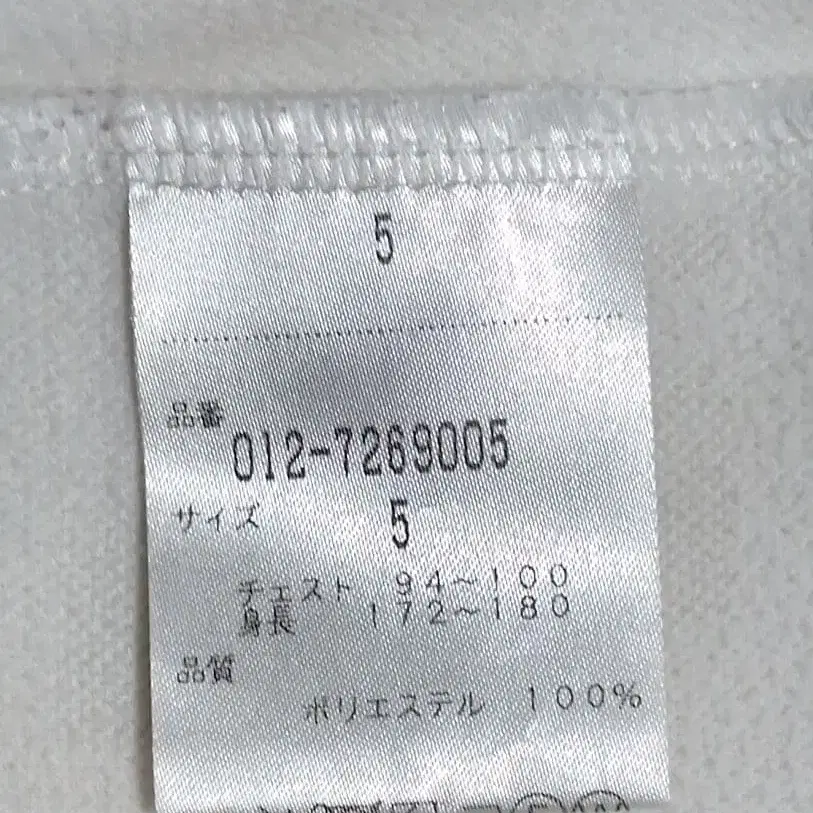 5
品番
012-7269005
サイズ 5
チェスト 94～100
身長 172～180
品質
ポリエステル 100%